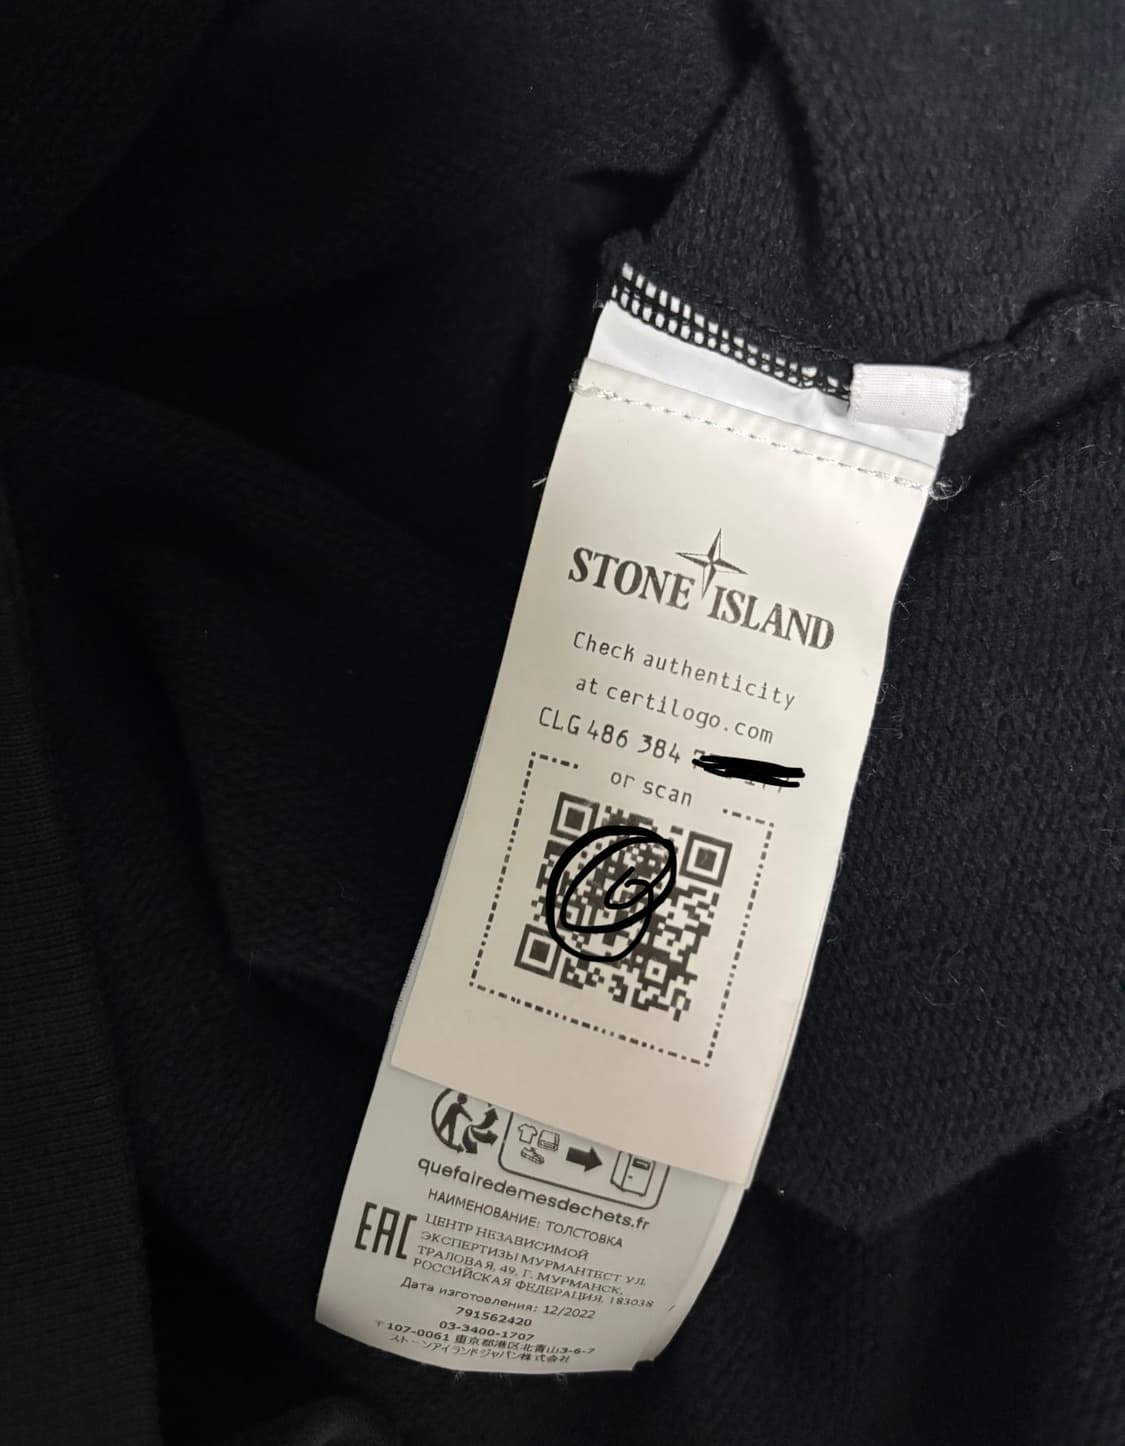 STONE ISLAND
Check authenticity
at certilogo.com
CLG 486 384
or scan
quefairedemesdechets.fr
НАИМЕНОВАНИЕ: ТОЛСТОВКА
EAC
ЦЕНТР НЕЗАВИСИМОЙ
ЭКСПЕРТИЗЫ МУРМАНТЕСТ УЛ.
ТРАЛОВАЯ, 49, Г. МУРМАНСК,
РОССИЙСКАЯ ФЕДЕРАЦИЯ, 183038
Дата изготовления: 12/2022
791562420
03-3400-1707
〒107-0061 東京都港区北青山3-6-7
ストーンアイランドジャパン株式会社